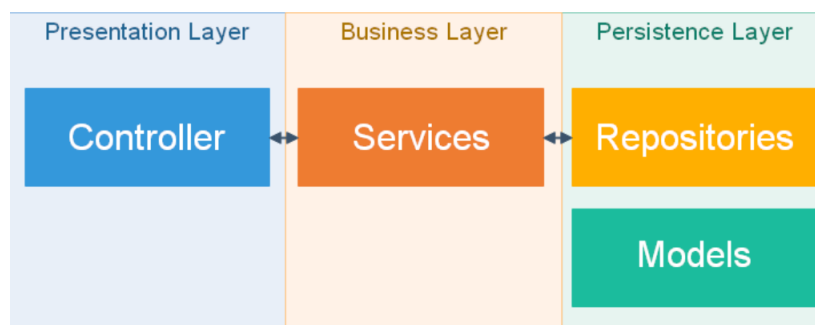 Presentation Layer
Business Layer
Persistence Layer
Controller
Services
Repositories
Models